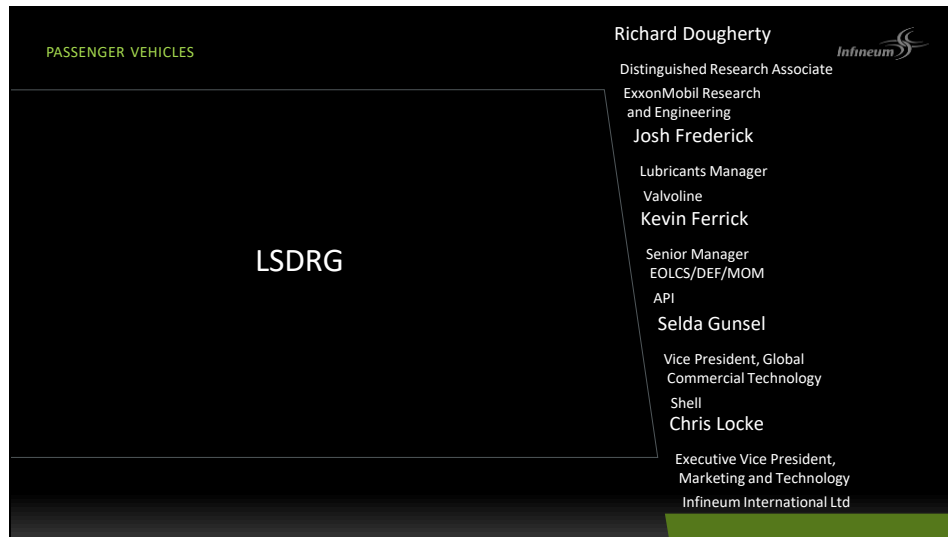 PASSENGER VEHICLES
Infineum
LSDRG
Richard Dougherty
Distinguished Research Associate
ExxonMobil Research
and Engineering
Josh Frederick
Lubricants Manager
Valvoline
Kevin Ferrick
Senior Manager
EOLCS/DEF/MOM
API
Selda Gunsel
Vice President, Global
Commercial Technology
Shell
Chris Locke
Executive Vice President,
Marketing and Technology
Infineum International Ltd